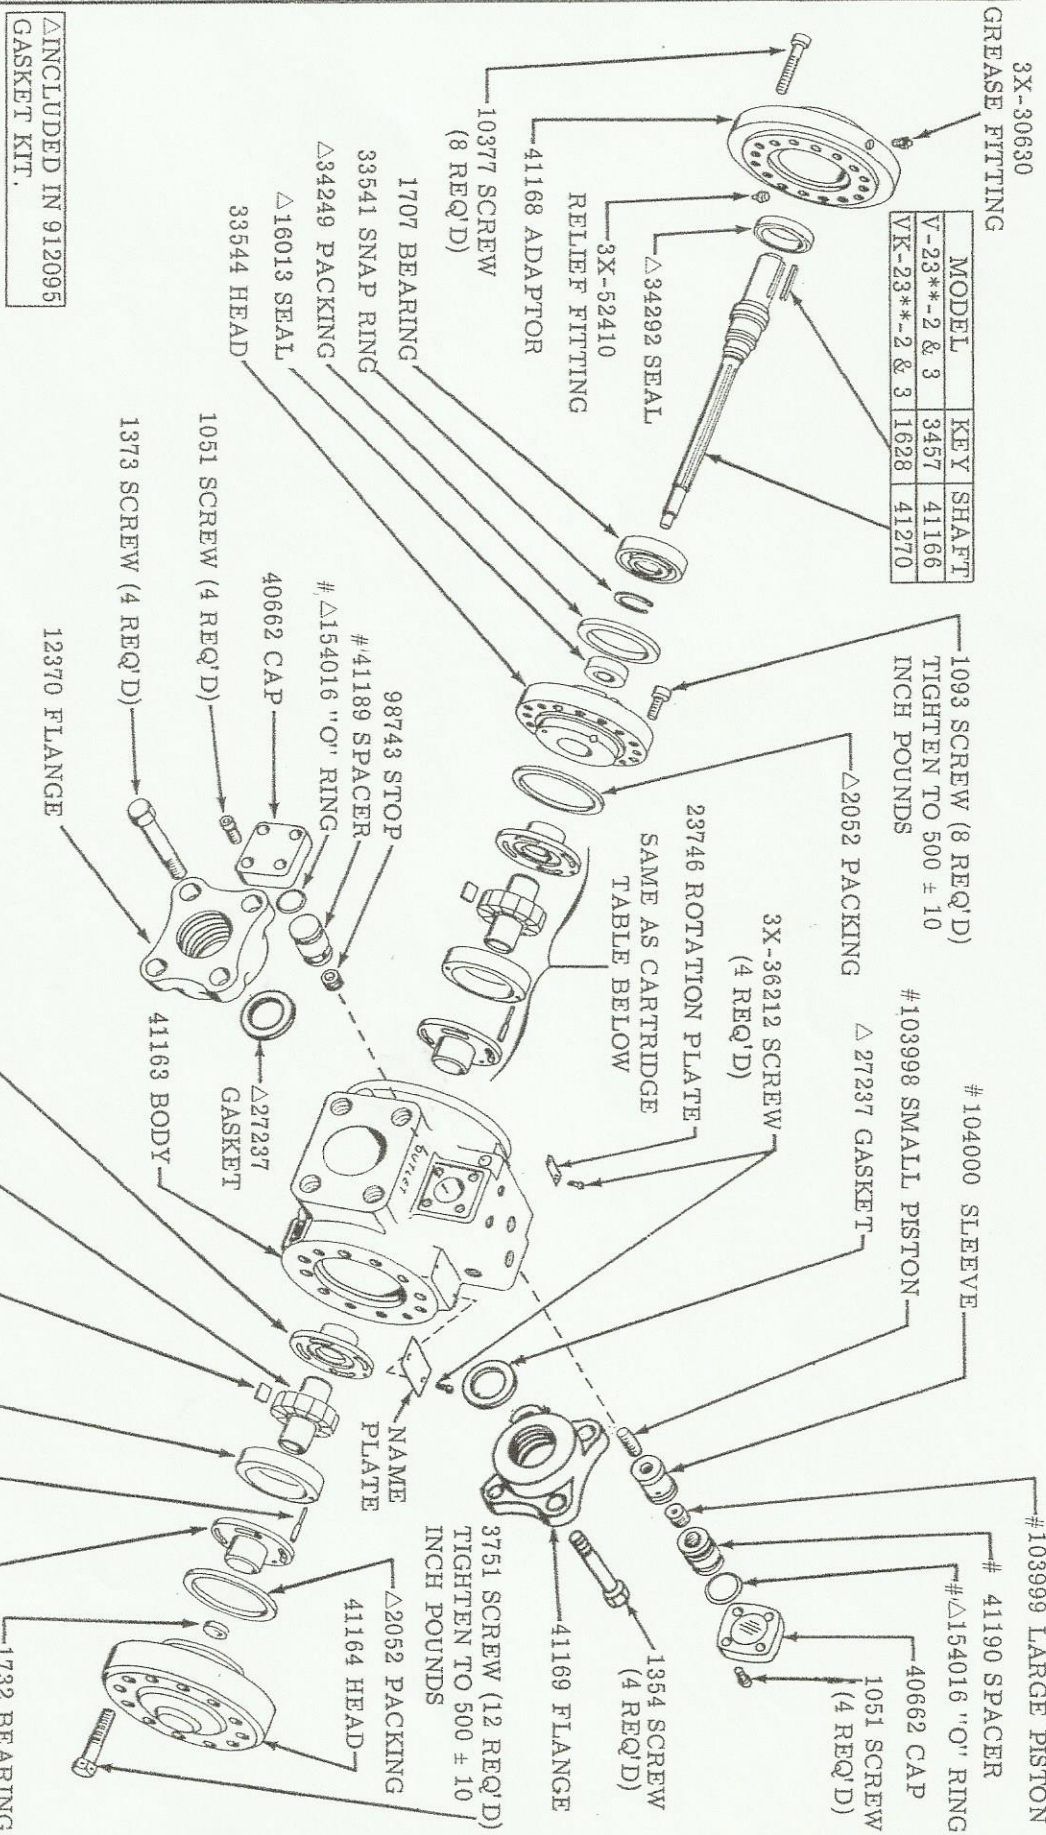 3X-30630
GREASE FITTING
MODEL KEY SHAFT
V-23**-2 & 3 3457 41166
VK-23**-2 & 3 1628 41270
1093 SCREW (8 REQ'D)
TIGHTEN TO 500 ± 10
INCH POUNDS
△2052 PACKING
#104000 SLEEVE
#103998 SMALL PISTON
△27237 GASKET
3X-36212 SCREW
(4 REQ'D)
23746 ROTATION PLATE
SAME AS CARTRIDGE
TABLE BELOW
#103999 LARGE PISTON
# 41190 SPACER
#△154016 "O" RING
40662 CAP
1051 SCREW
(4 REQ'D)
1354 SCREW
(4 REQ'D)
41169 FLANGE
3751 SCREW (12 REQ'D)
TIGHTEN TO 500 ± 10
INCH POUNDS
△2052 PACKING
41164 HEAD
1732 BEARING
NAME
PLATE
△34292 SEAL
3X-52410
RELIEF FITTING
41168 ADAPTOR
10377 SCREW
(8 REQ'D)
1707 BEARING
33541 SNAP RING
△34249 PACKING
△16013 SEAL
33544 HEAD
98743 STOP
#41189 SPACER
#,△154016 "O" RING
40662 CAP
1051 SCREW (4 REQ'D)
1373 SCREW (4 REQ'D)
12370 FLANGE
△27237
GASKET
41163 BODY
outlet
△INCLUDED IN 912095
GASKET KIT.